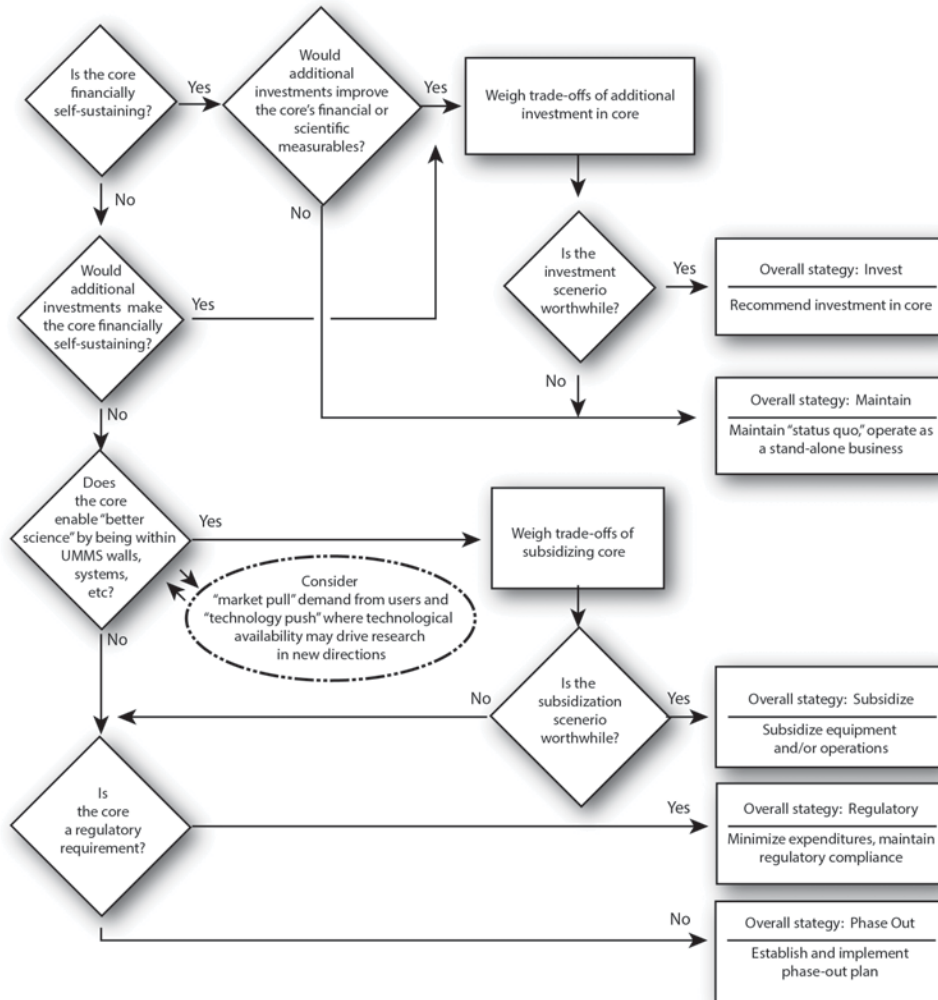 Is the core
financially
self-sustaining?
Yes
Would
additional
investments improve
the core's financial or
scientific
measurables?
Yes
Weigh trade-offs of additional
investment in core
No
No
Would
additional
investments make
the core financially
self-sustaining?
Yes
Is the
investment
scenerio
worthwhile?
Yes
Overall stategy: Invest
Recommend investment in core
No
No
Overall stategy: Maintain
Maintain “status quo,” operate as
a stand-alone business
Does
the core
enable “better
science” by being within
UMMS walls,
systems,
etc?
Yes
Weigh trade-offs of
subsidizing core
Consider
“market pull” demand from users and
“technology push” where technological
availability may drive research
in new directions
No
Is the
subsidization
scenerio
worthwhile?
No
Yes
Overall stategy: Subsidize
Subsidize equipment
and/or operations
Is
the core
a regulatory
requirement?
Yes
Overall stategy: Regulatory
Minimize expenditures, maintain
regulatory compliance
No
Overall stategy: Phase Out
Establish and implement
phase-out plan